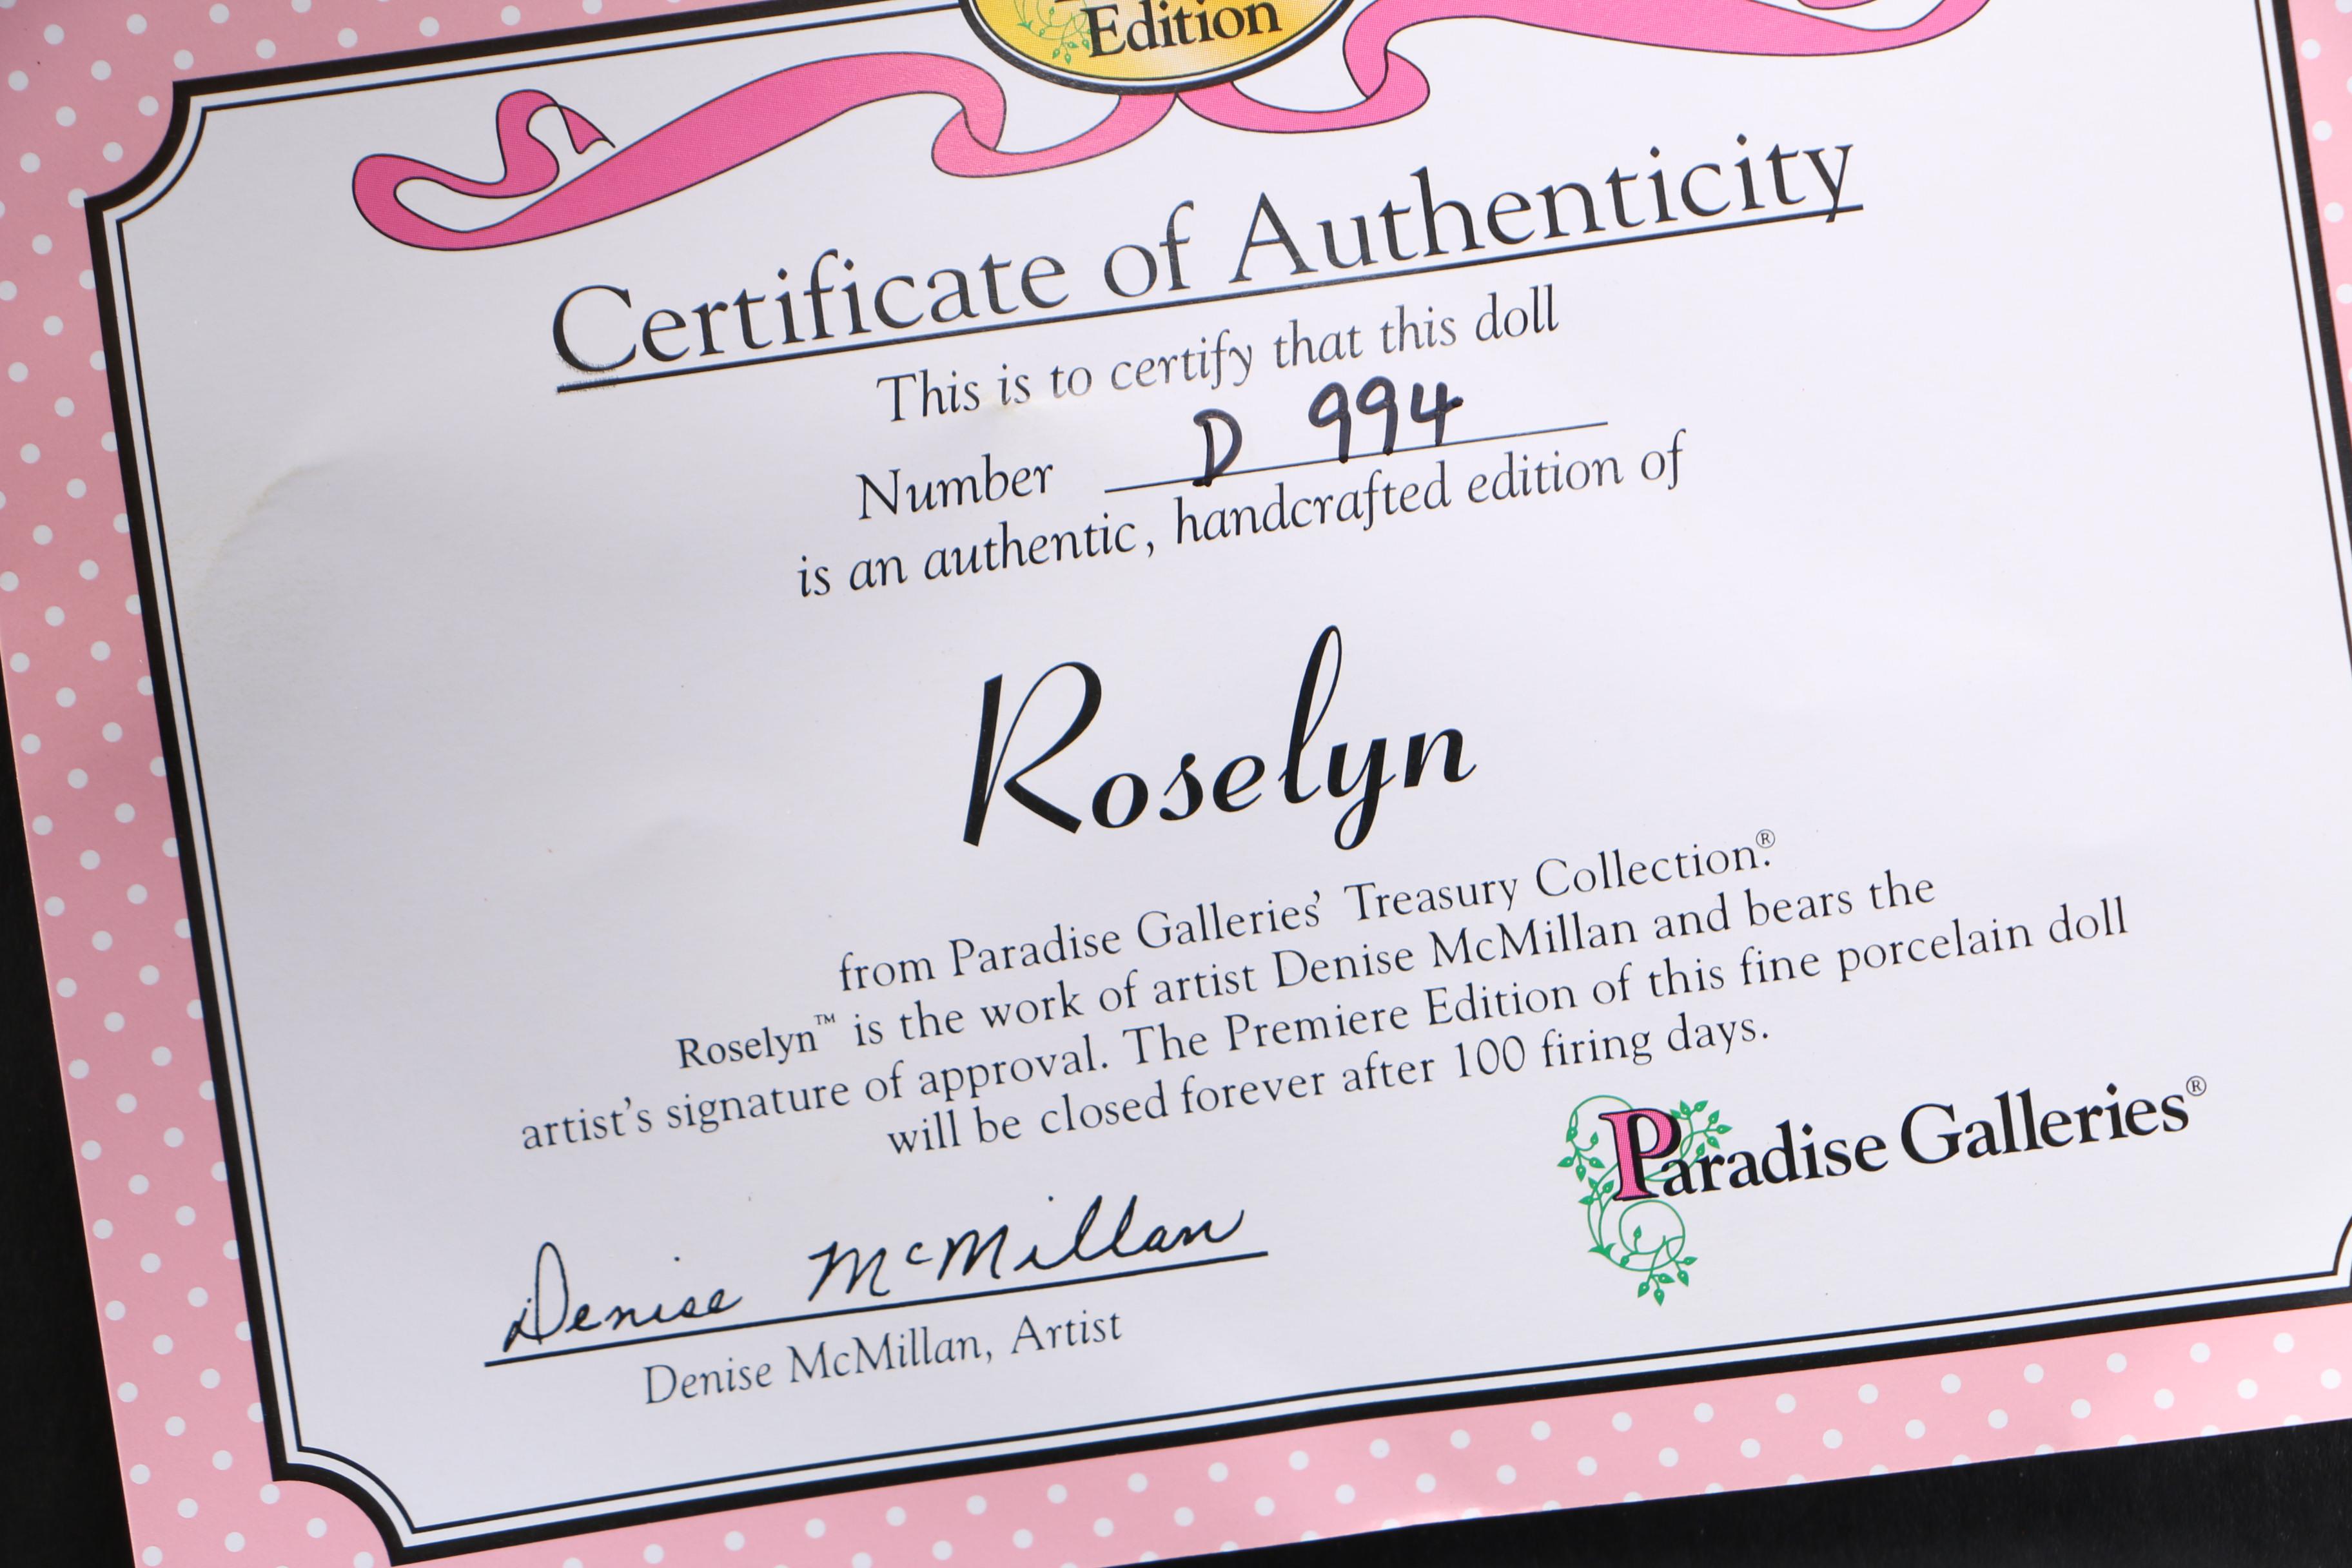 Edition
Certificate of Authenticity
This is to certify that this doll
Number D 994
is an authentic, handcrafted edition of
Roselyn
from Paradise Galleries' Treasury Collection.®
Roselyn™ is the work of artist Denise McMillan and bears the
artist's signature of approval. The Premiere Edition of this fine porcelain doll
will be closed forever after 100 firing days.
Paradise Galleries®
Denise McMillan
Denise McMillan, Artist